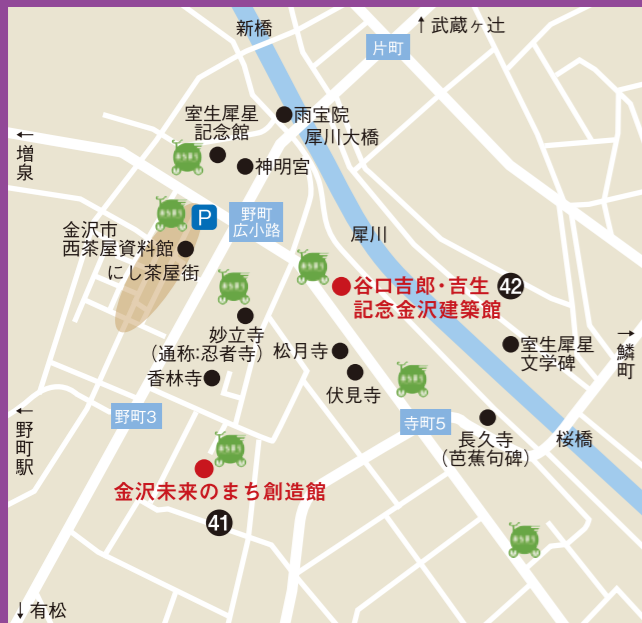 新橋
↑武蔵ヶ辻
片町
室生犀星
記念館
雨宝院
犀川大橋
←
増泉
神明宮
P
野町
広小路
金沢市
西茶屋資料館
にし茶屋街
犀川
谷口吉郎・吉生
記念金沢建築館
42
妙立寺
(通称:忍者寺)
松月寺
室生犀星
文学碑
→
鱗町
香林寺
伏見寺
野町3
寺町5
←
野町駅
長久寺
(芭蕉句碑)
桜橋
金沢未来のまち創造館
41
↓有松